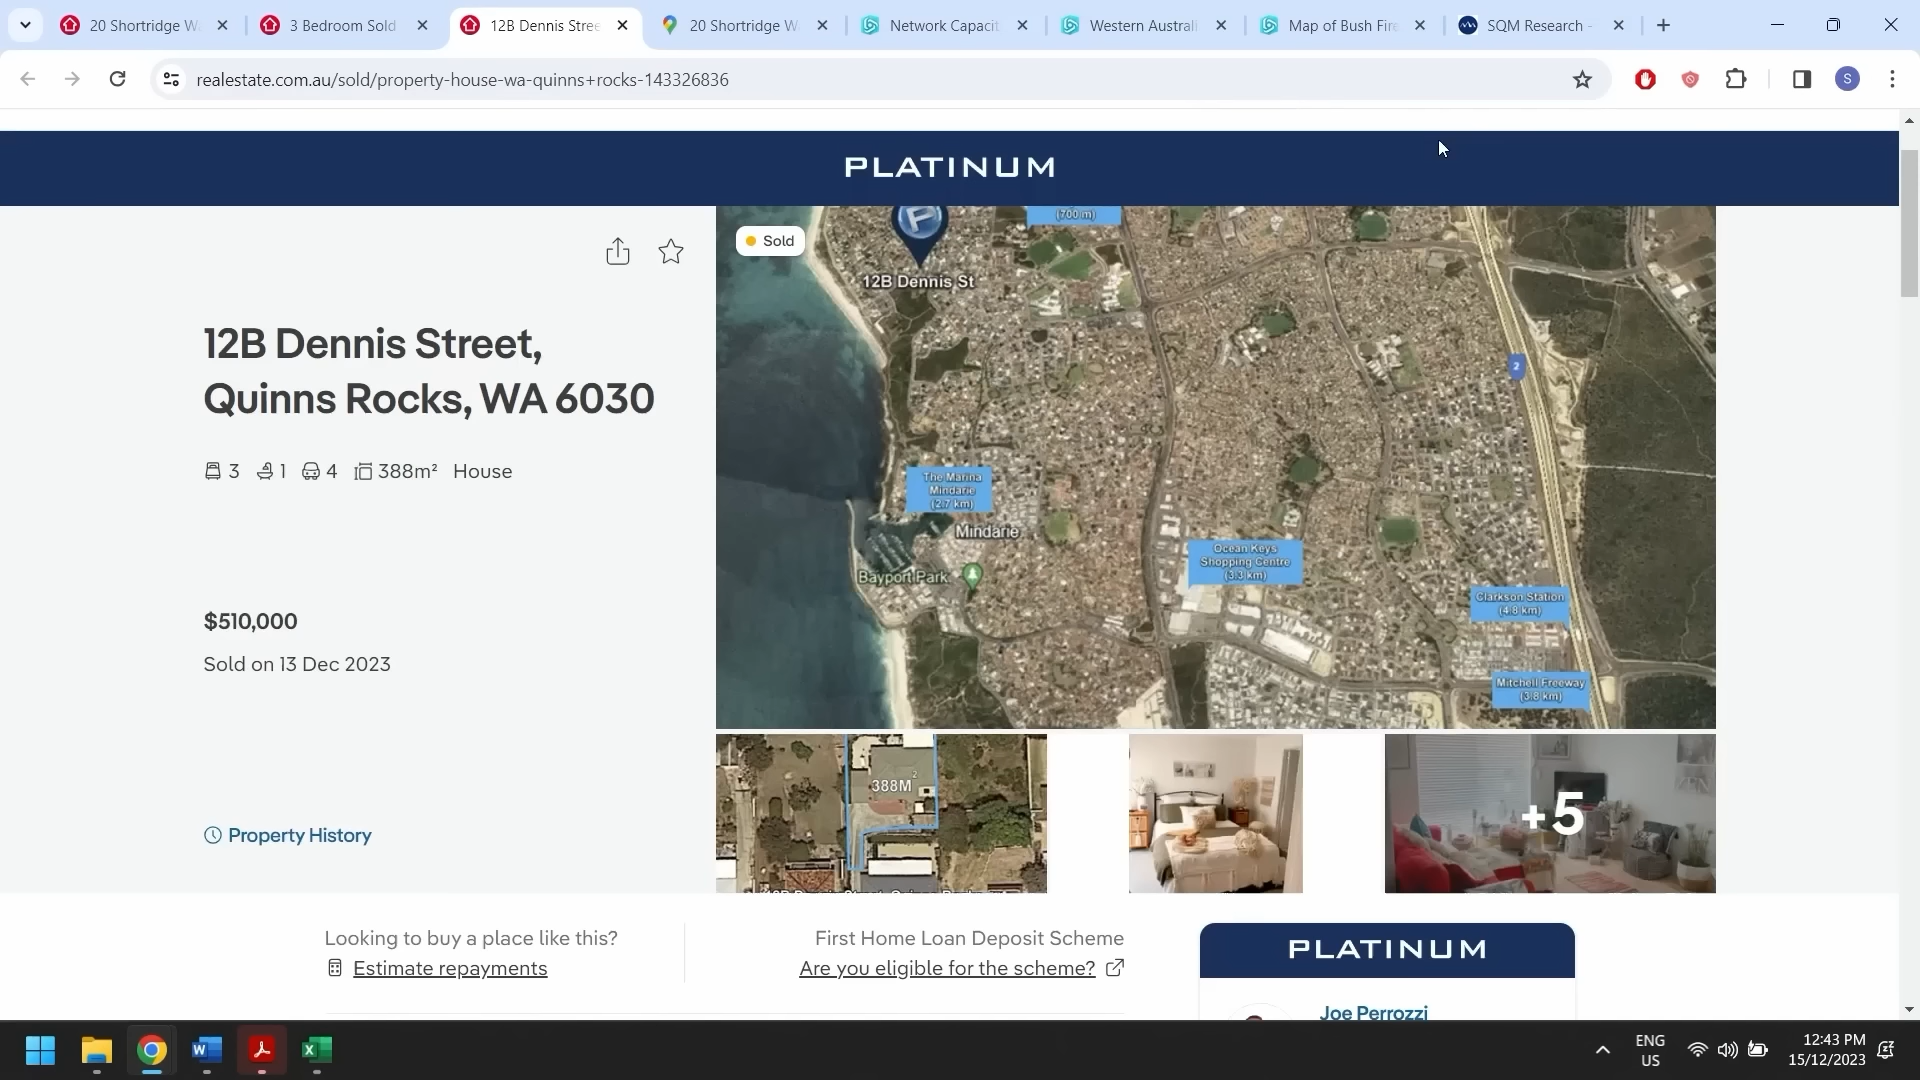 20 Shortridge W
3 Bedroom Sold
12B Dennis Stree
20 Shortridge W
Network Capacit
Western Austral
Map of Bush Fire
SQM Research -
realestate.com.au/sold/property-house-wa-quinns+rocks-143326836
S
PLATINUM
Sold
(700 m)
12B Dennis St
12B Dennis Street,
Quinns Rocks, WA 6030
3 1 4 388m² House
2
The Marina
Mindarie
(2.7 km)
Mindarie
Ocean Keys
Shopping Centre
(3.3 km)
Bayport Park
Clarkson Station
(4.8 km)
$510,000
Sold on 13 Dec 2023
Mitchell Freeway
(3.8 km)
388M²
+5
Property History
Looking to buy a place like this?
Estimate repayments
First Home Loan Deposit Scheme
Are you eligible for the scheme?
PLATINUM
Joe Perrozzi
ENG
US
12:43 PM
15/12/2023